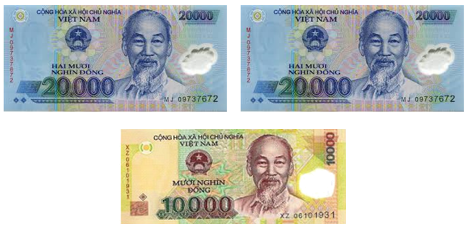 CỘNG HÒA XÃ HỘI CHỦ NGHĨA
VIỆT NAM
20000
MJ 09737672
HAI MƯƠI
NGHÌN ĐỒNG
20.000
MJ 09737672
CỘNG HÒA XÃ HỘI CHỦ NGHĨA
VIỆT NAM
20000
MJ 09737672
HAI MƯƠI
NGHÌN ĐỒNG
20.000
MJ 09737672
CỘNG HÒA XÃ HỘI CHỦ NGHĨA
VIỆT NAM
10000
XZ 06101931
MƯỜI NGHÌN
ĐỒNG
10.000
XZ 06101931